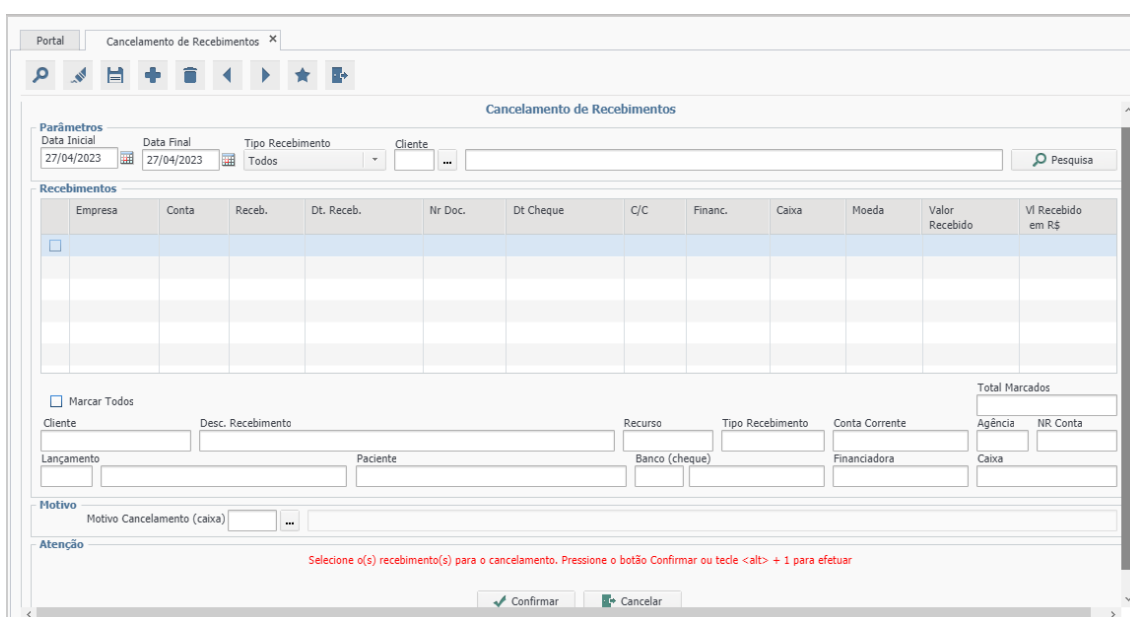 Portal
Cancelamento de Recebimentos X
Cancelamento de Recebimentos
Parâmetros
Data Inicial Data Final Tipo Recebimento Cliente
27/04/2023 27/04/2023 Todos ... Pesquisa
Recebimentos
Empresa Conta Receb. Dt. Receb. Nr Doc. Dt Cheque C/C Financ. Caixa Moeda Valor Vl Recebido
Recebido em R$
Total Marcados
Marcar Todos
Cliente Desc. Recebimento Recurso Tipo Recebimento Conta Corrente Agência NR Conta
Lançamento Paciente Banco (cheque) Financiadora Caixa
Motivo
Motivo Cancelamento (caixa) ...
Atenção
Selecione o(s) recebimento(s) para o cancelamento. Pressione o botão Confirmar ou tecle <alt> + 1 para efetuar
Confirmar Cancelar